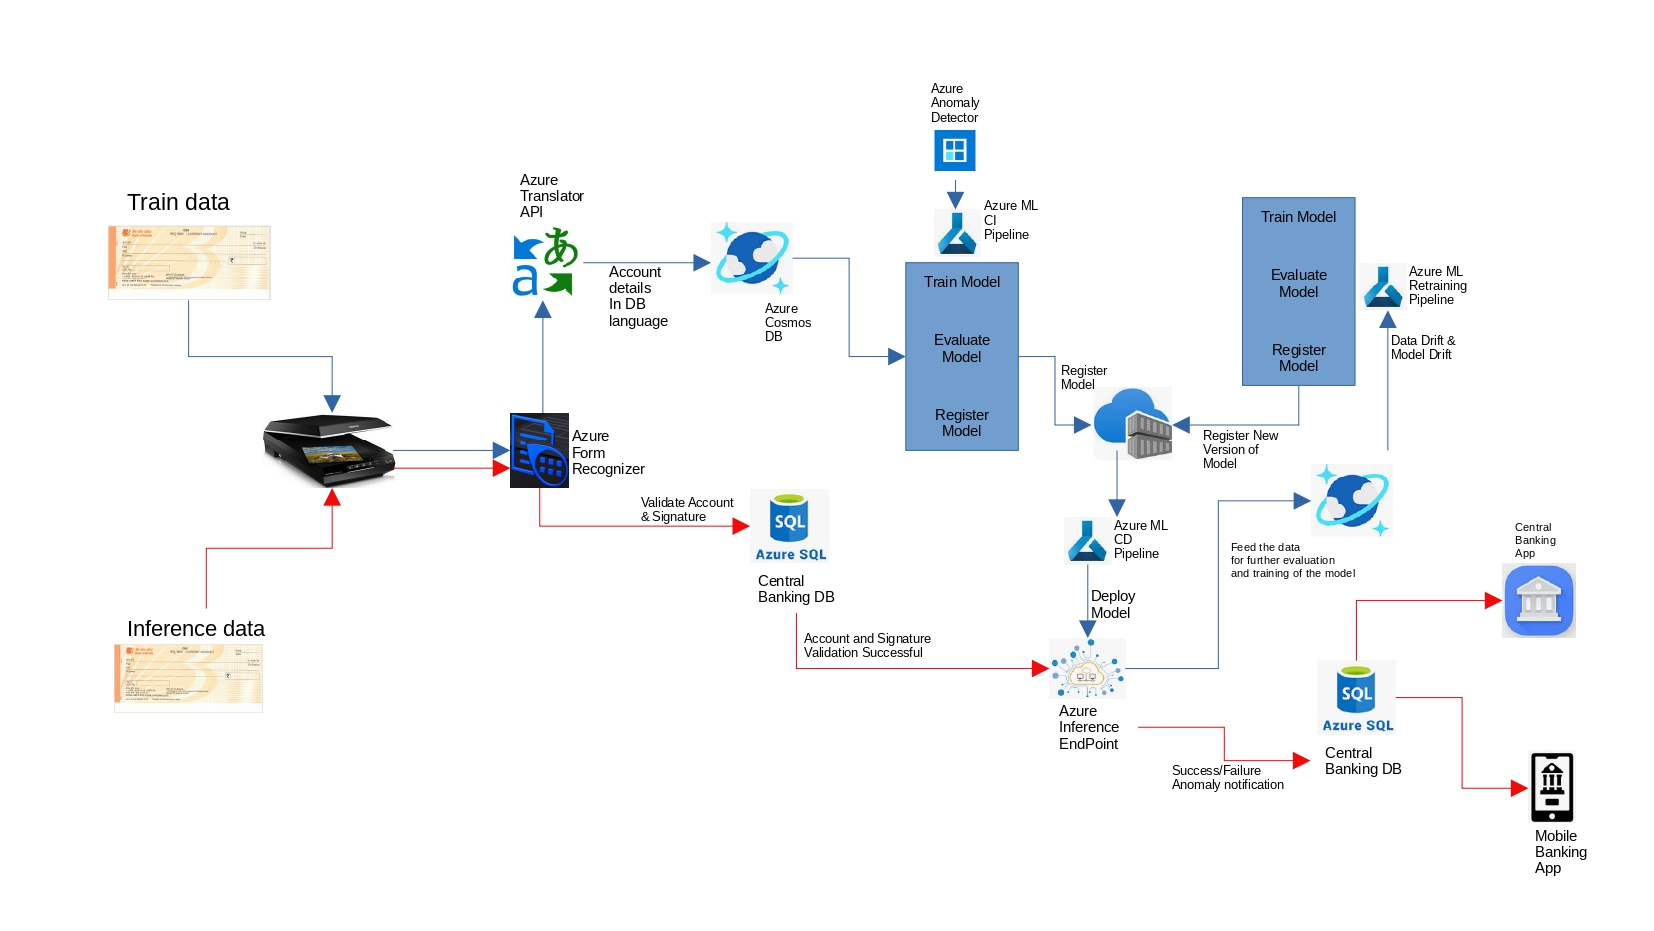 Azure
Anomaly
Detector
Azure
Translator
API
Train data
Azure ML
CI
Pipeline
Train Model
Evaluate
Model
Register
Model
Train Model
Evaluate
Model
Register
Model
Azure ML
Retraining
Pipeline
Account
details
In DB
language
Azure
Cosmos
DB
Data Drift &
Model Drift
Register
Model
Register New
Version of
Model
Azure
Form
Recognizer
Validate Account
& Signature
SQL
Azure SQL
Central
Banking DB
Azure ML
CD
Pipeline
Deploy
Model
Feed the data
for further evaluation
and training of the model
Central
Banking
App
Inference data
Account and Signature
Validation Successful
Azure
Inference
EndPoint
SQL
Azure SQL
Central
Banking DB
Success/Failure
Anomaly notification
Mobile
Banking
App